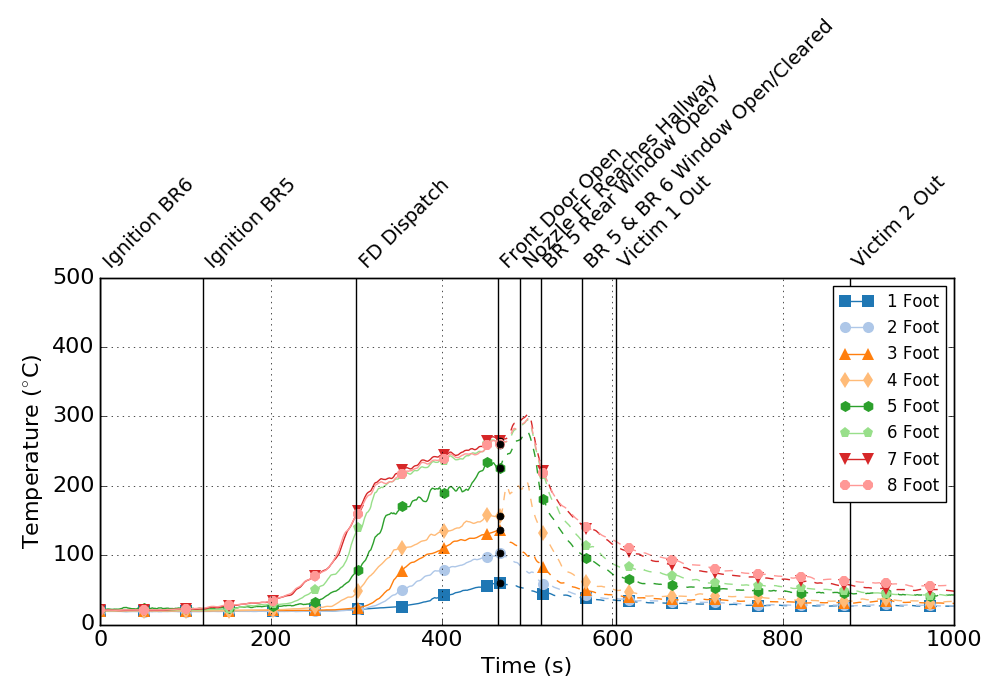 Ignition BR6
Ignition BR5
FD Dispatch
Front Door Open
Nozzle FF Reaches Hallway
BR 5 Rear Window Open
BR 5 & BR 6 Window Open/Cleared
Victim 1 Out
Victim 2 Out
500
400
300
200
100
0
Temperature (°C)
1 Foot
2 Foot
3 Foot
4 Foot
5 Foot
6 Foot
7 Foot
8 Foot
0 200 400 600 800 1000
Time (s)